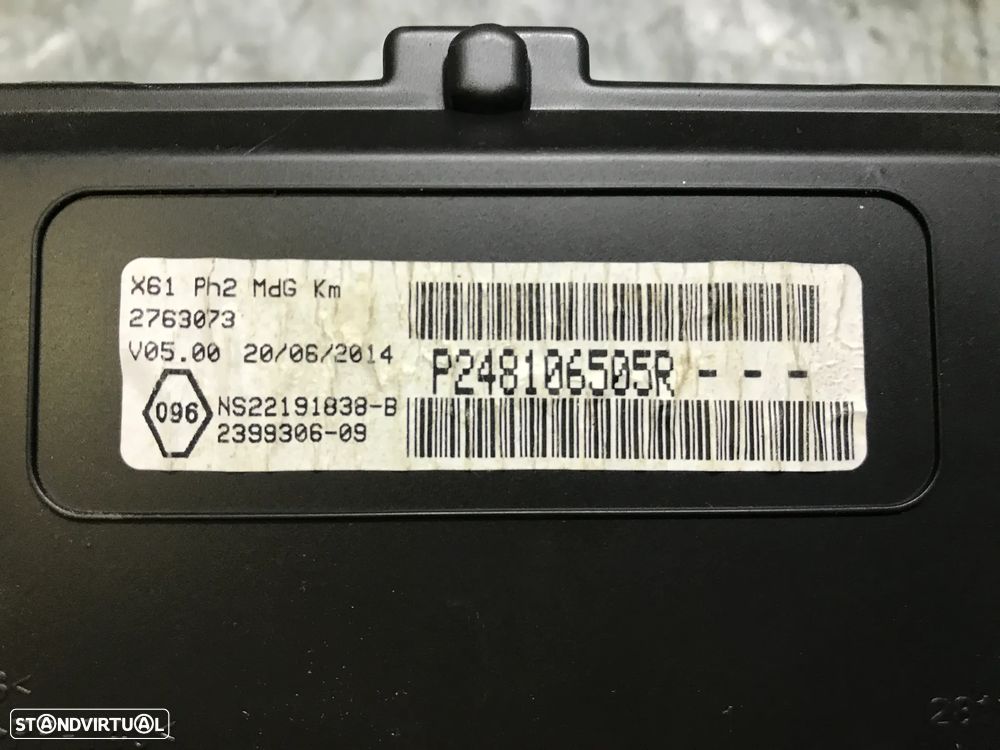 X61 Ph2 MdG Km
2763073
V05.00 20/06/2014
096
NS22191838-B
2399306-09
P248106505R - - -
STANDVIRTUAL